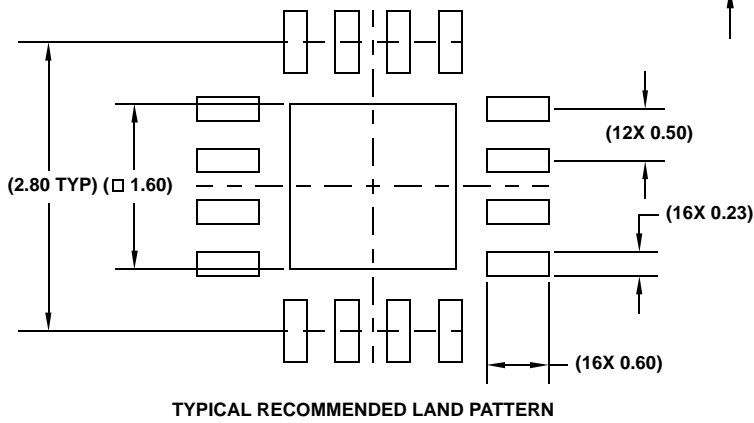 (12X 0.50)
(2.80 TYP) (□ 1.60)
(16X 0.23)
(16X 0.60)
TYPICAL RECOMMENDED LAND PATTERN